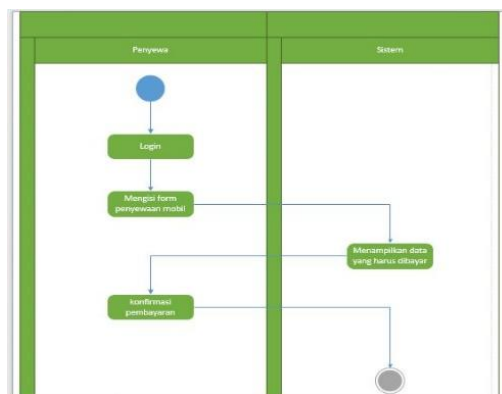 Penyewa
Sistem
Login
Mengisi form
penyewaan mobil
Menampilkan data
yang harus dibayar
konfirmasi
pembayaran